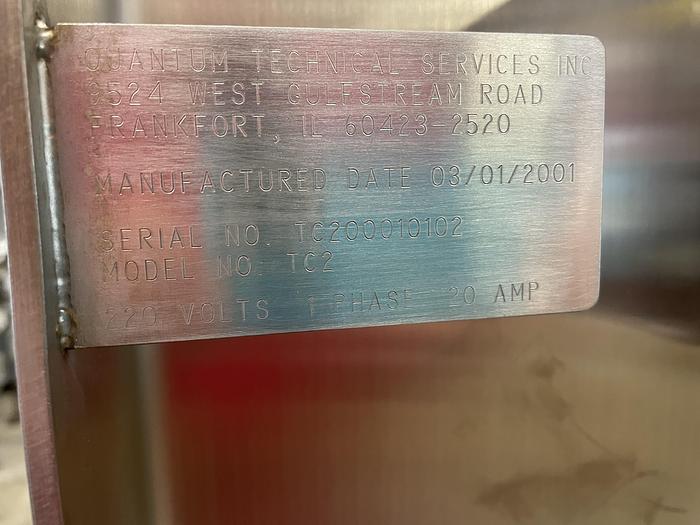 QUANTUM TECHNICAL SERVICES INC
9524 WEST GULFSTREAM ROAD
FRANKFORT, IL 60423-2520
MANUFACTURED DATE 03/01/2001
SERIAL NO. TC200010102
MODEL NO. TC2
220 VOLTS 1 PHASE 20 AMP